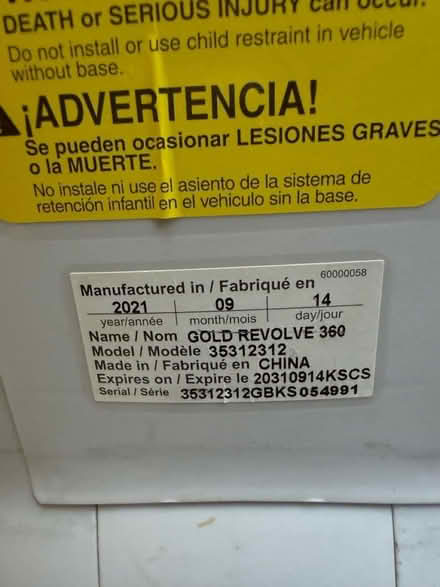 DEATH or SERIOUS INJURY can occur.
Do not install or use child restraint in vehicle
without base.
¡ADVERTENCIA!
Se pueden ocasionar LESIONES GRAVES
o la MUERTE.
No instale ni use el asiento de la sistema de
retención infantil en el vehiculo sin la base.
60000058
Manufactured in / Fabriqué en
2021 09 14
year/année month/mois day/jour
Name / Nom GOLD REVOLVE 360
Model / Modèle 35312312
Made in / Fabriqué en CHINA
Expires on / Expire le 20310914KSCS
Serial / Série 35312312GBKS054991